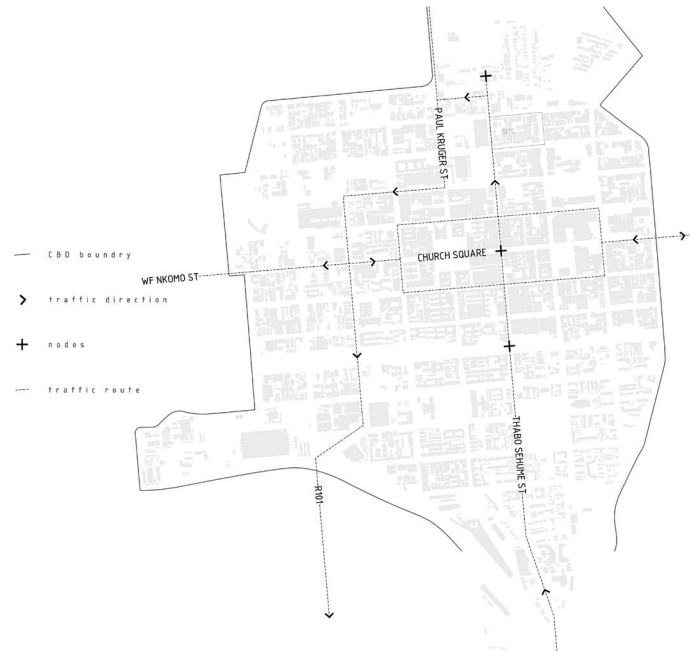 PAUL KRUGER ST
SITE
CHURCH SQUARE
WF NKOMO ST
CBD boundry
traffic direction
nodes
traffic route
THABO SEHUME ST
R101